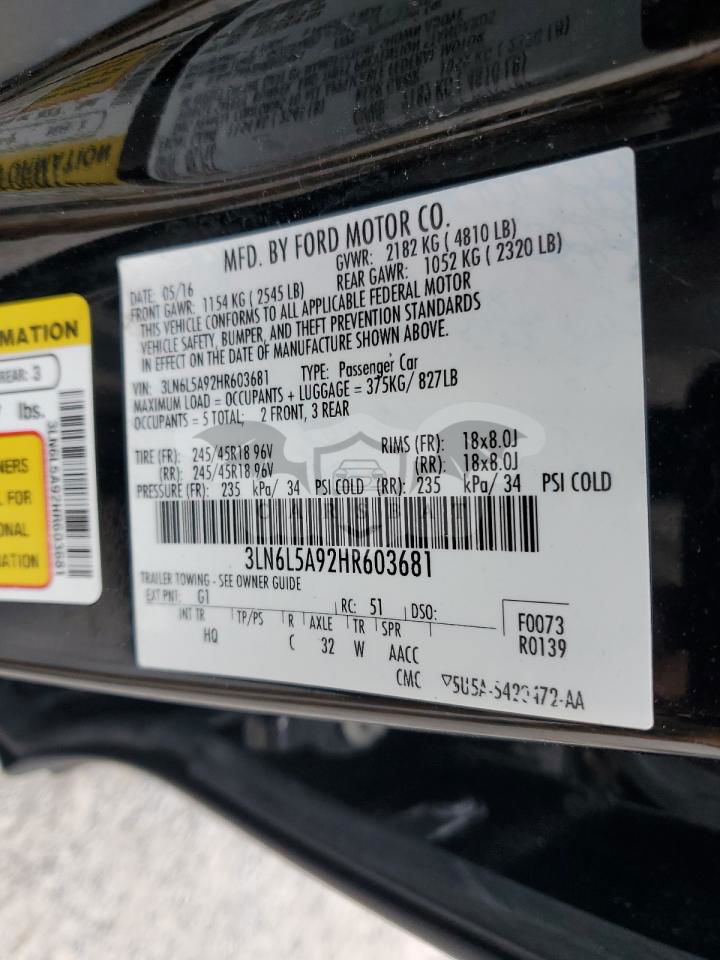 MFD. BY FORD MOTOR CO.
DATE: 05/16 GVWR: 2182 KG ( 4810 LB)
FRONT GAWR: 1154 KG ( 2545 LB) REAR GAWR: 1052 KG ( 2320 LB)
THIS VEHICLE CONFORMS TO ALL APPLICABLE FEDERAL MOTOR
VEHICLE SAFETY, BUMPER, AND THEFT PREVENTION STANDARDS
IN EFFECT ON THE DATE OF MANUFACTURE SHOWN ABOVE.
VIN: 3LN6L5A92HR603681 TYPE: Passenger Car
MAXIMUM LOAD = OCCUPANTS + LUGGAGE = 375KG/ 827LB
OCCUPANTS = 5 TOTAL; 2 FRONT, 3 REAR
TIRE (FR): 245/45R18 96V RIMS (FR): 18x8.0J
(RR): 245/45R18 96V (RR): 18x8.0J
PRESSURE (FR): 235 kPa/ 34 PSI COLD (RR): 235 kPa/ 34 PSI COLD
CARSBAT
3LN6L5A92HR603681
TRAILER TOWING - SEE OWNER GUIDE
EXT PNT: G1 RC: 51 DSO:
INT TR TP/PS R AXLE TR SPR F0073
HQ C 32 W AACC R0139
CMC
MATION
REAR: 3
lbs.
NERS
L FOR
ONAL
ION
3LN6L5A92HR603681